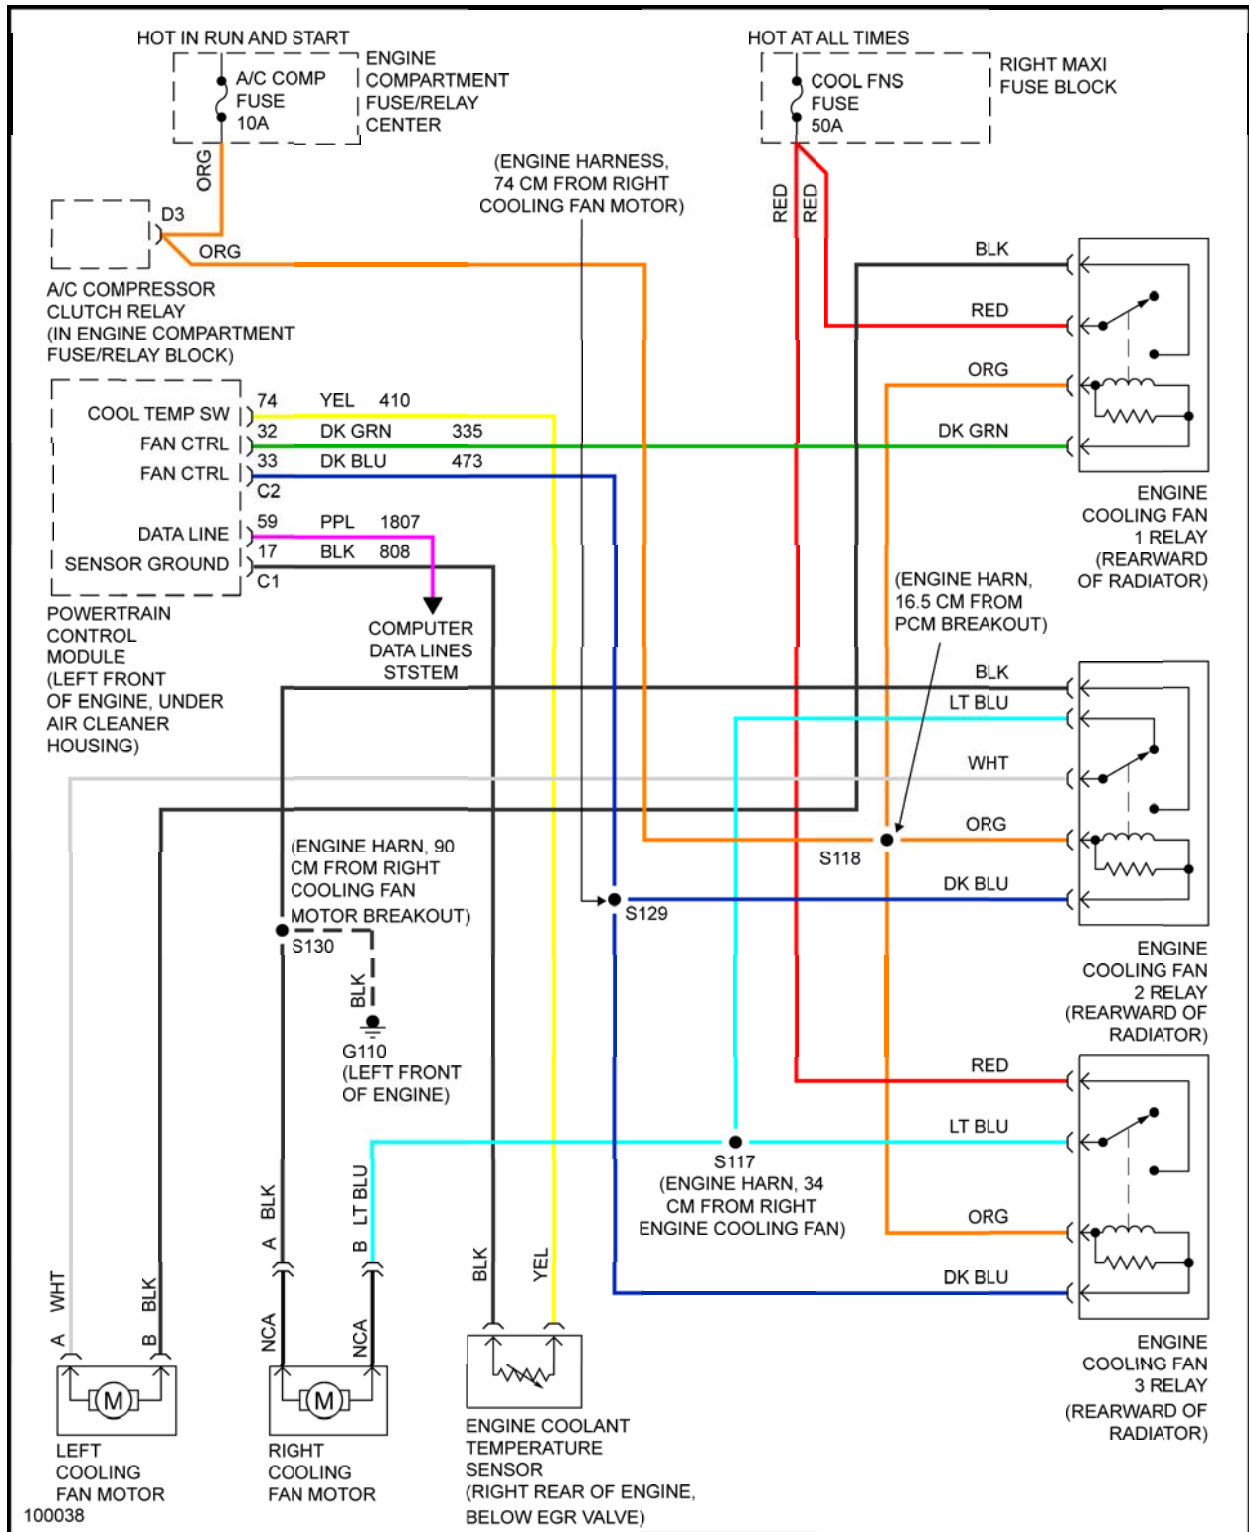 HOT IN RUN AND START
A/C COMP
FUSE
10A
ENGINE
COMPARTMENT
FUSE/RELAY
CENTER
HOT AT ALL TIMES
COOL FNS
FUSE
50A
RIGHT MAXI
FUSE BLOCK
(ENGINE HARNESS,
74 CM FROM RIGHT
COOLING FAN MOTOR)
ORG
RED
RED
D3
ORG
A/C COMPRESSOR
CLUTCH RELAY
(IN ENGINE COMPARTMENT
FUSE/RELAY BLOCK)
BLK
RED
ORG
DK GRN
ENGINE
COOLING FAN
1 RELAY
(REARWARD
OF RADIATOR)
COOL TEMP SW
74 YEL 410
FAN CTRL
32 DK GRN 335
FAN CTRL
33 DK BLU 473
C2
DATA LINE
59 PPL 1807
SENSOR GROUND
17 BLK 808
C1
POWERTRAIN
CONTROL
MODULE
(LEFT FRONT
OF ENGINE, UNDER
AIR CLEANER
HOUSING)
COMPUTER
DATA LINES
STSTEM
(ENGINE HARN,
16.5 CM FROM
PCM BREAKOUT)
BLK
LT BLU
WHT
ORG
DK BLU
S118
S129
ENGINE
COOLING FAN
2 RELAY
(REARWARD OF
RADIATOR)
(ENGINE HARN, 90
CM FROM RIGHT
COOLING FAN
MOTOR BREAKOUT)
S130
BLK
G110
(LEFT FRONT
OF ENGINE)
RED
LT BLU
ORG
DK BLU
S117
(ENGINE HARN, 34
CM FROM RIGHT
ENGINE COOLING FAN)
ENGINE
COOLING FAN
3 RELAY
(REARWARD OF
RADIATOR)
A WHT
B BLK
A BLK
B LT BLU
NCA
NCA
BLK
YEL
M
M
LEFT
COOLING
FAN MOTOR
RIGHT
COOLING
FAN MOTOR
ENGINE COOLANT
TEMPERATURE
SENSOR
(RIGHT REAR OF ENGINE,
BELOW EGR VALVE)
100038